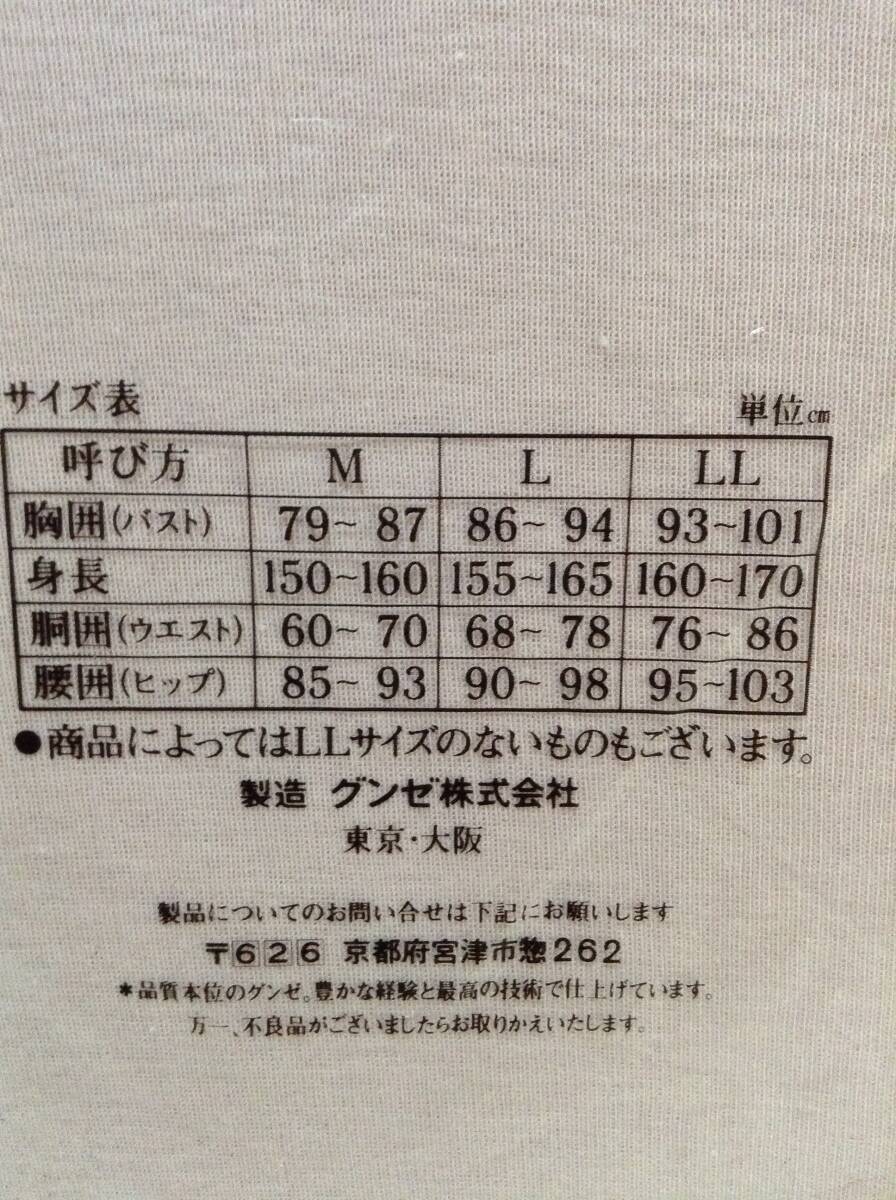 サイズ表 単位cm
呼び方 M L LL
胸囲(バスト) 79~87 86~94 93~101
身長 150~160 155~165 160~170
胴囲(ウエスト) 60~70 68~78 76~86
腰囲(ヒップ) 85~93 90~98 95~103
●商品によってはLLサイズのないものもございます。
製造 グンゼ株式会社
東京・大阪
製品についてのお問い合せは下記にお願いします
〒626 京都府宮津市惣262
*品質本位のグンゼ。豊かな経験と最高の技術で仕上げています。
万一、不良品がございましたらお取りかえいたします。